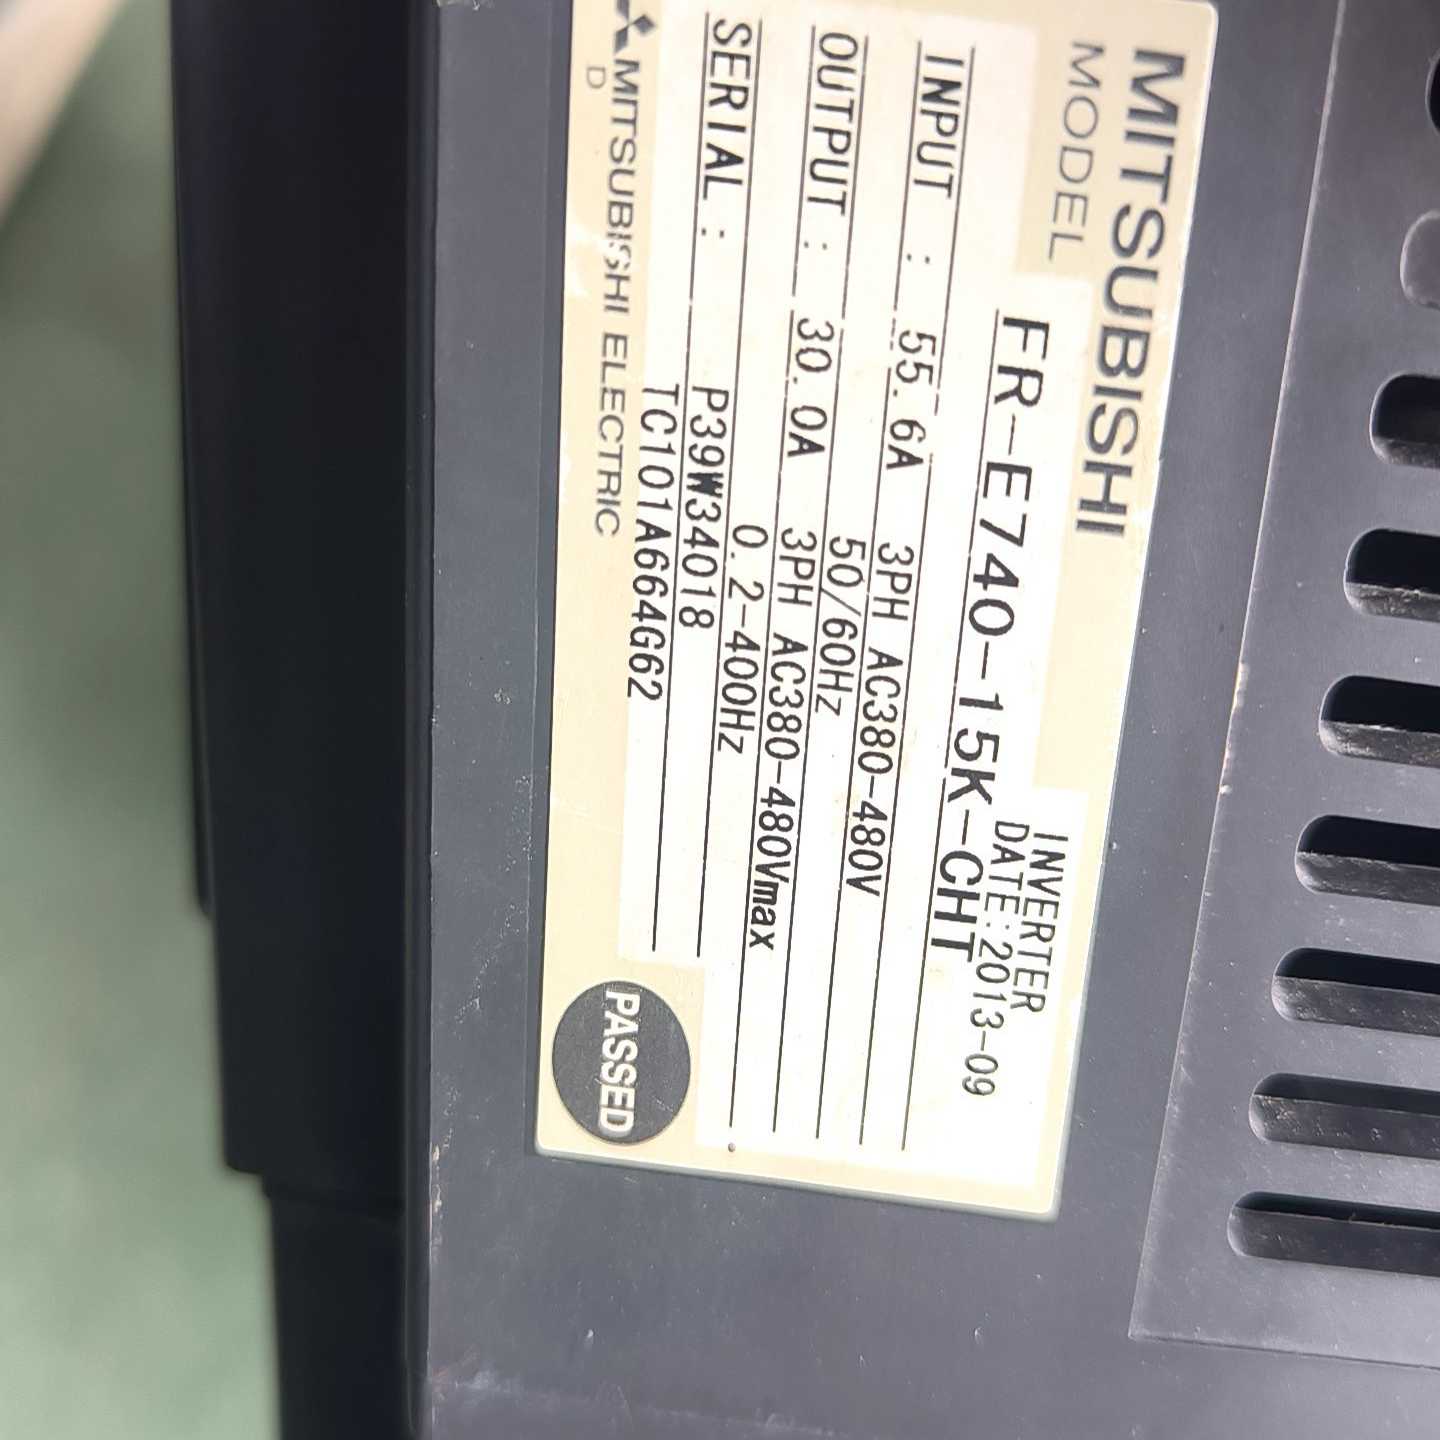 MITSUBISHI
INVERTER
MODEL
DATE:2013-09
FR-E740-15K-CHT
INPUT : 55.6A 3PH AC380-480V
50/60Hz
OUTPUT : 30.0A 3PH AC380-480Vmax
0.2-400Hz
SERIAL : P39W34018
TC101A664G62
MITSUBISHI ELECTRIC
D
PASSED